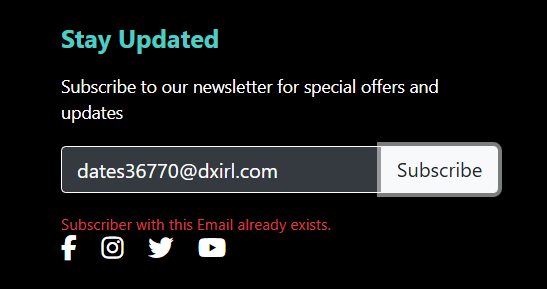 Stay Updated
Subscribe to our newsletter for special offers and
updates
dates36770@dxirl.com
Subscribe
Subscriber with this Email already exists.